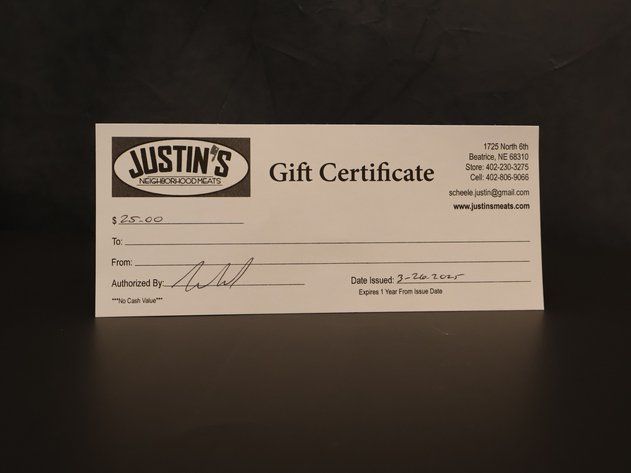 JUSTIN'S
NEIGHBORHOOD MEATS
Gift Certificate
1725 North 6th
Beatrice, NE 68310
Store: 402-230-3275
Cell: 402-806-9066
scheele.justin@gmail.com
www.justinsmeats.com
$ 25.00
To:
From:
Authorized By:
Date Issued: 3-26-2025
***No Cash Value***
Expires 1 Year From Issue Date